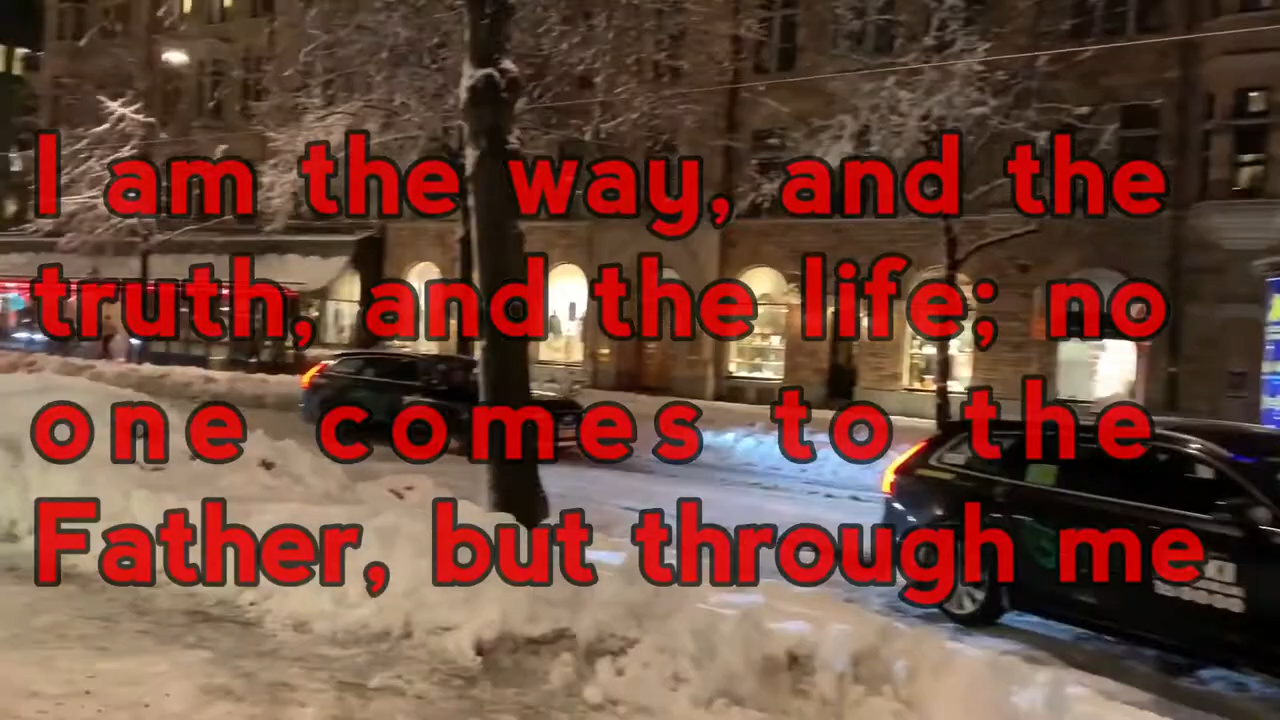 I am the way, and the
truth, and the life; no
one comes to the
Father, but through me